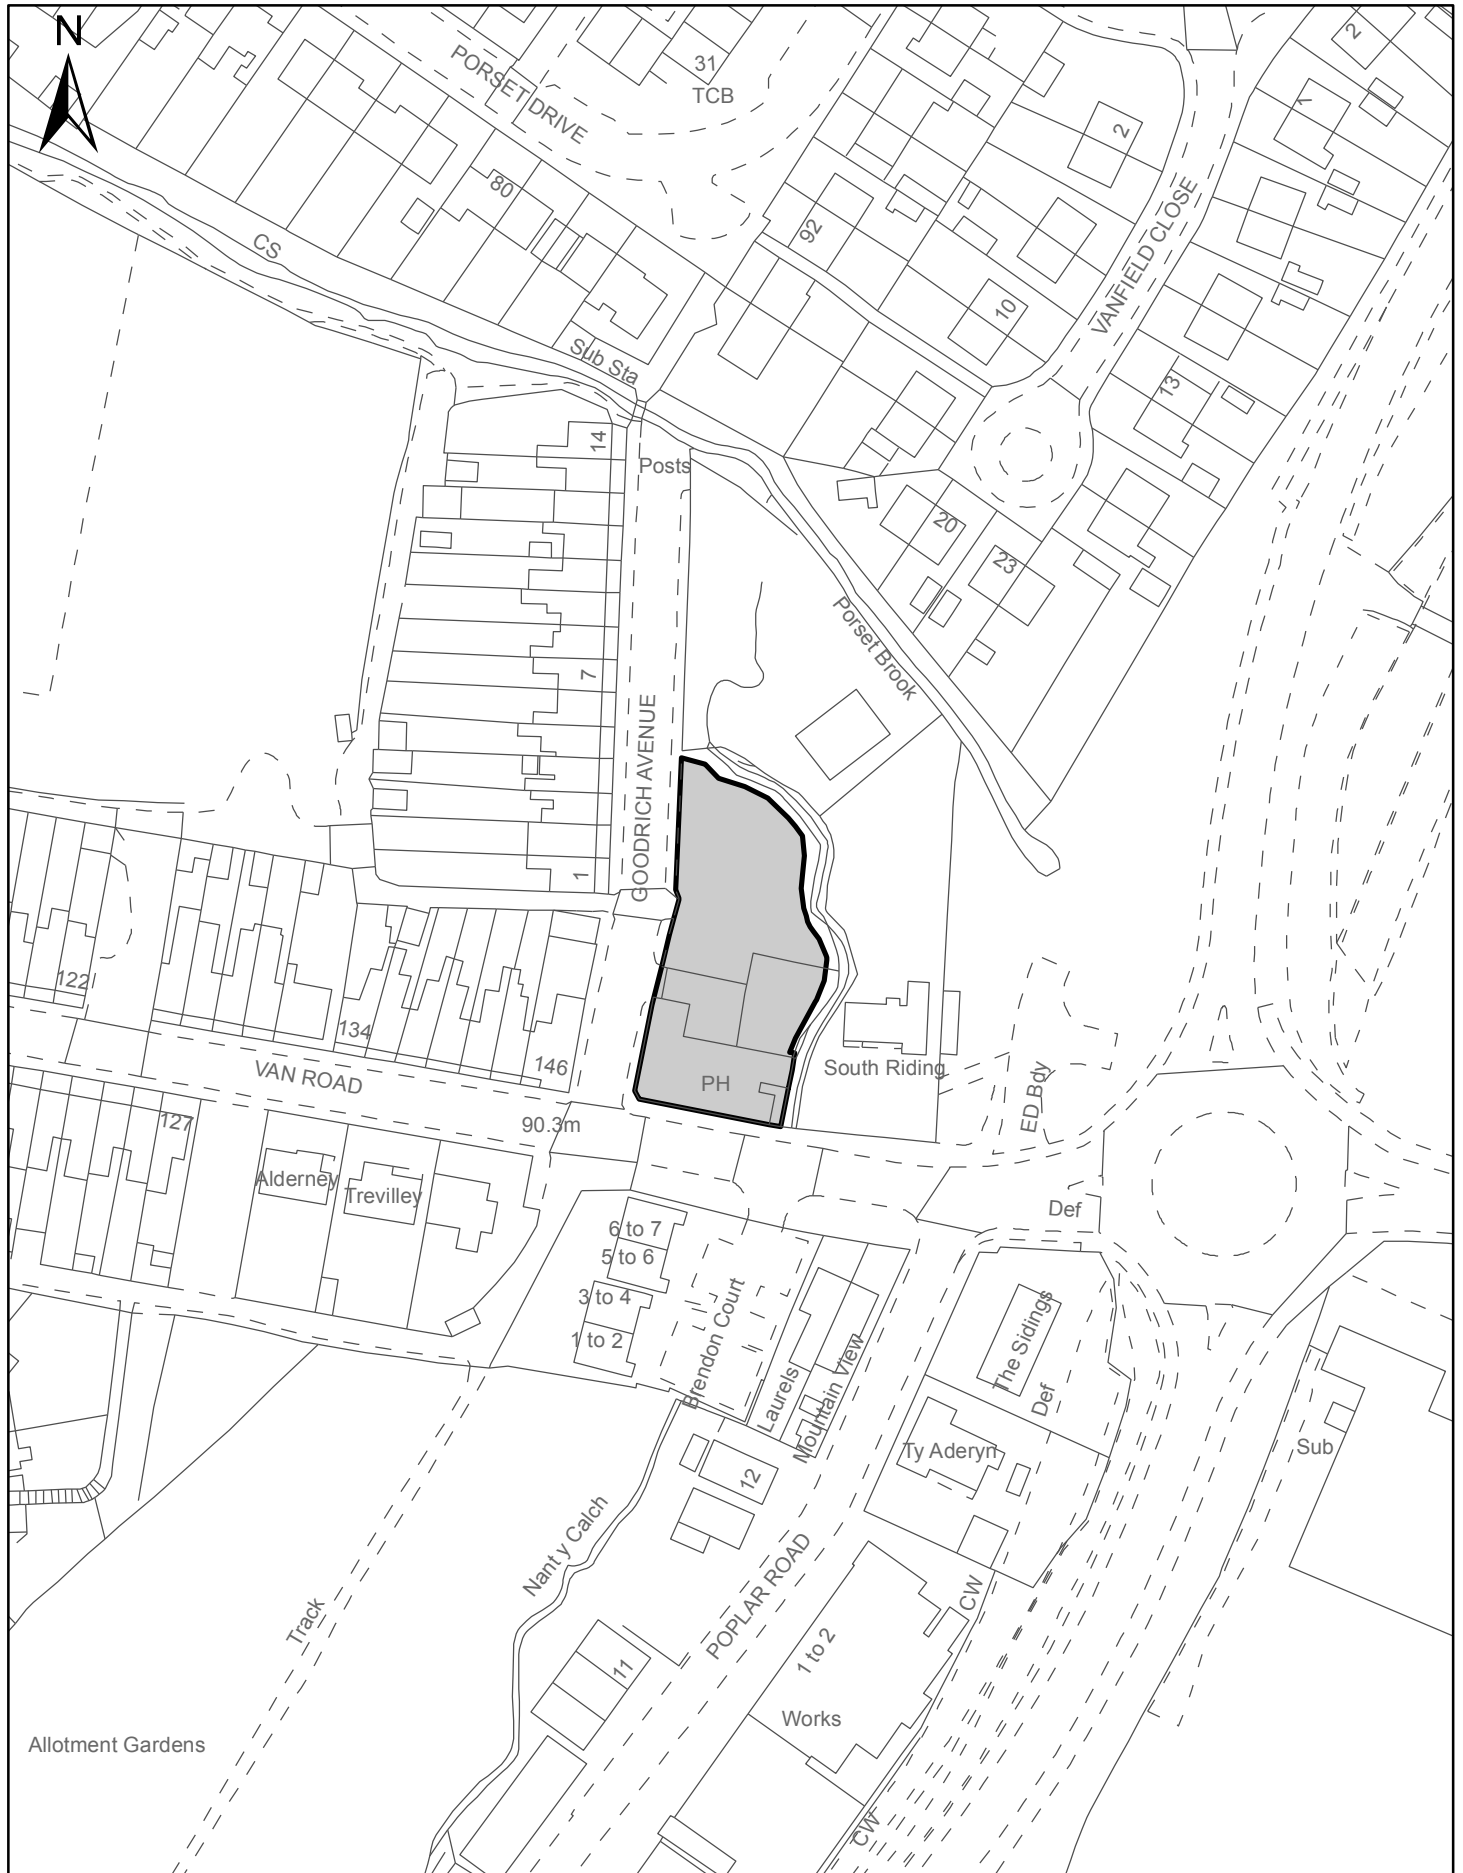 N
PORSET DRIVE
31
TCB
2
2
1
80
CS
92
VANFIELD CLOSE
10
Sub Sta
13
14
Posts
20
23
Porset Brook
7
GOODRICH AVENUE
1
122
134
146
VAN ROAD
PH
South Riding
ED Bdy
127
90.3m
Alderney
Trevilley
Def
6 to 7
5 to 6
3 to 4
1 to 2
Brendon Court
Laurels
Mountain View
The Sidings
Def
Ty Aderyn
Sub
12
Nant y Calch
POPLAR ROAD
CW
Track
11
1 to 2
Works
Allotment Gardens
CW